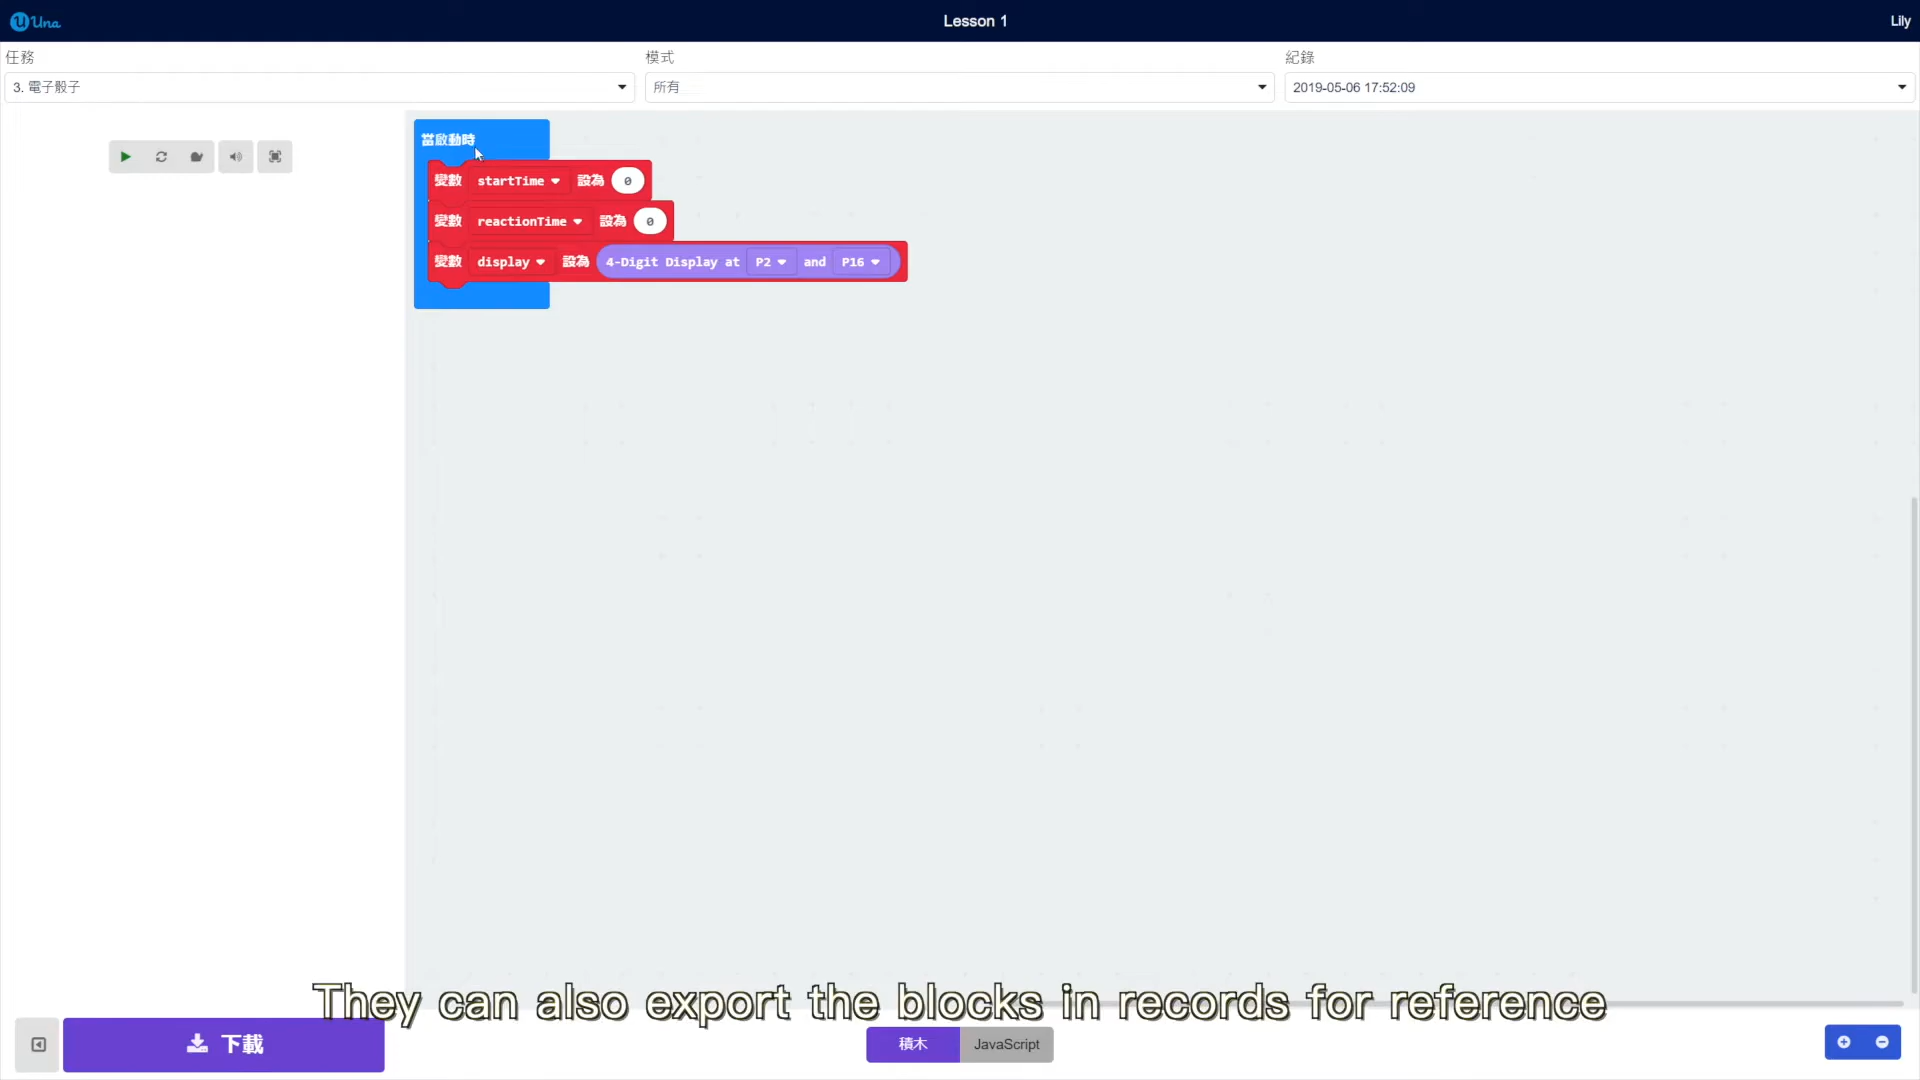 Una
Lesson 1
Lily
任務
模式
紀錄
3. 電子骰子
所有
2019-05-06 17:52:09
當啟動時
變數 startTime 設為 0
變數 reactionTime 設為 0
變數 display 設為 4-Digit Display at P2 and P16
They can also export the blocks in records for reference
下載
積木
JavaScript